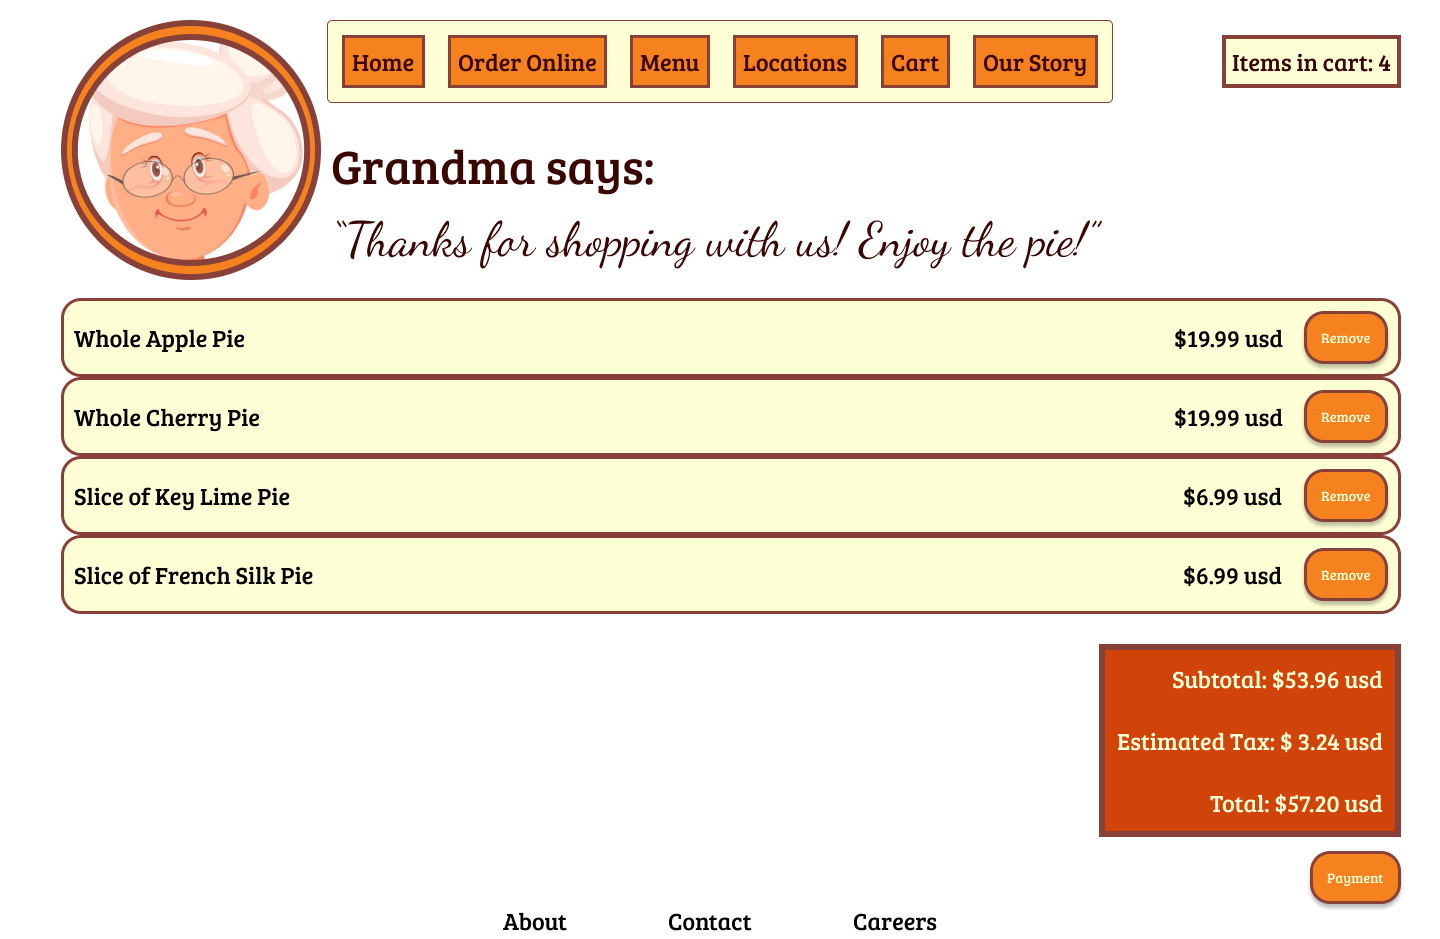 Home Order Online Menu Locations Cart Our Story Items in cart: 4
Grandma says:
“Thanks for shopping with us! Enjoy the pie!”
Whole Apple Pie $19.99 usd Remove
Whole Cherry Pie $19.99 usd Remove
Slice of Key Lime Pie $6.99 usd Remove
Slice of French Silk Pie $6.99 usd Remove
Subtotal: $53.96 usd
Estimated Tax: $ 3.24 usd
Total: $57.20 usd
Payment
About Contact Careers